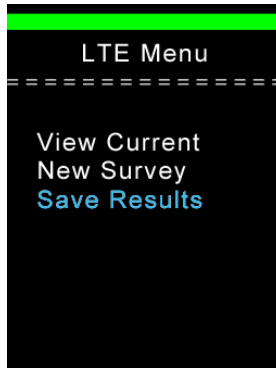 LTE Menu
================
View Current
New Survey
Save Results